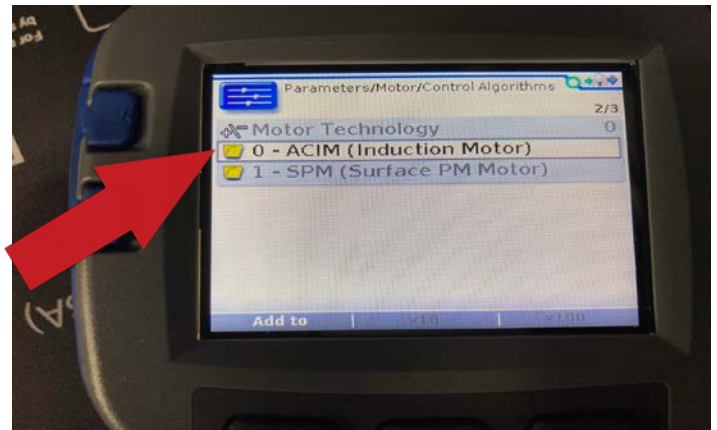 Parameters/Motor/Control Algorithms
2/3
Motor Technology 0
0 - ACIM (Induction Motor)
1 - SPM (Surface PM Motor)
Add to | x10 | x100